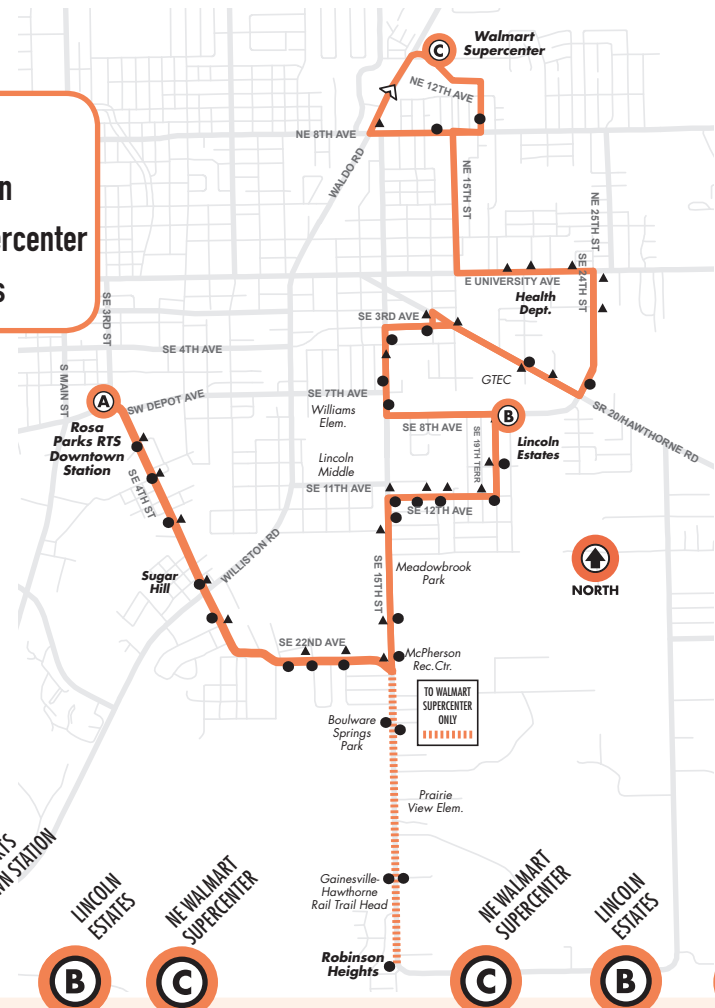 C
Walmart
Supercenter
NE 12TH AVE
NE 8TH AVE
WALDO RD
NE 15TH ST
NE 25TH ST
n
ercenter
s
E UNIVERSITY AVE
SE 24TH ST
Health
Dept.
SE 3RD ST
SE 3RD AVE
SE 4TH AVE
GTEC
S MAIN ST
A
SW DEPOT AVE
SE 7TH AVE
Williams
Elem.
SE 8TH AVE
B
SR 20/HAWTHORNE RD
Rosa
Parks RTS
Downtown
Station
Lincoln
Estates
SE 19TH TERR
Lincoln
Middle
SE 11TH AVE
SE 12TH AVE
SE 4TH ST
WILLISTON RD
Sugar
Hill
SE 15TH ST
Meadowbrook
Park
NORTH
SE 22ND AVE
McPherson
Rec.Ctr.
TO WALMART
SUPERCENTER
ONLY
Boulware
Springs
Park
Prairie
View Elem.
Gainesville-
Hawthorne
Rail Trail Head
Robinson
Heights
RTS
WN STATION
LINCOLN
ESTATES
B
NE WALMART
SUPERCENTER
C
NE WALMART
SUPERCENTER
C
LINCOLN
ESTATES
B